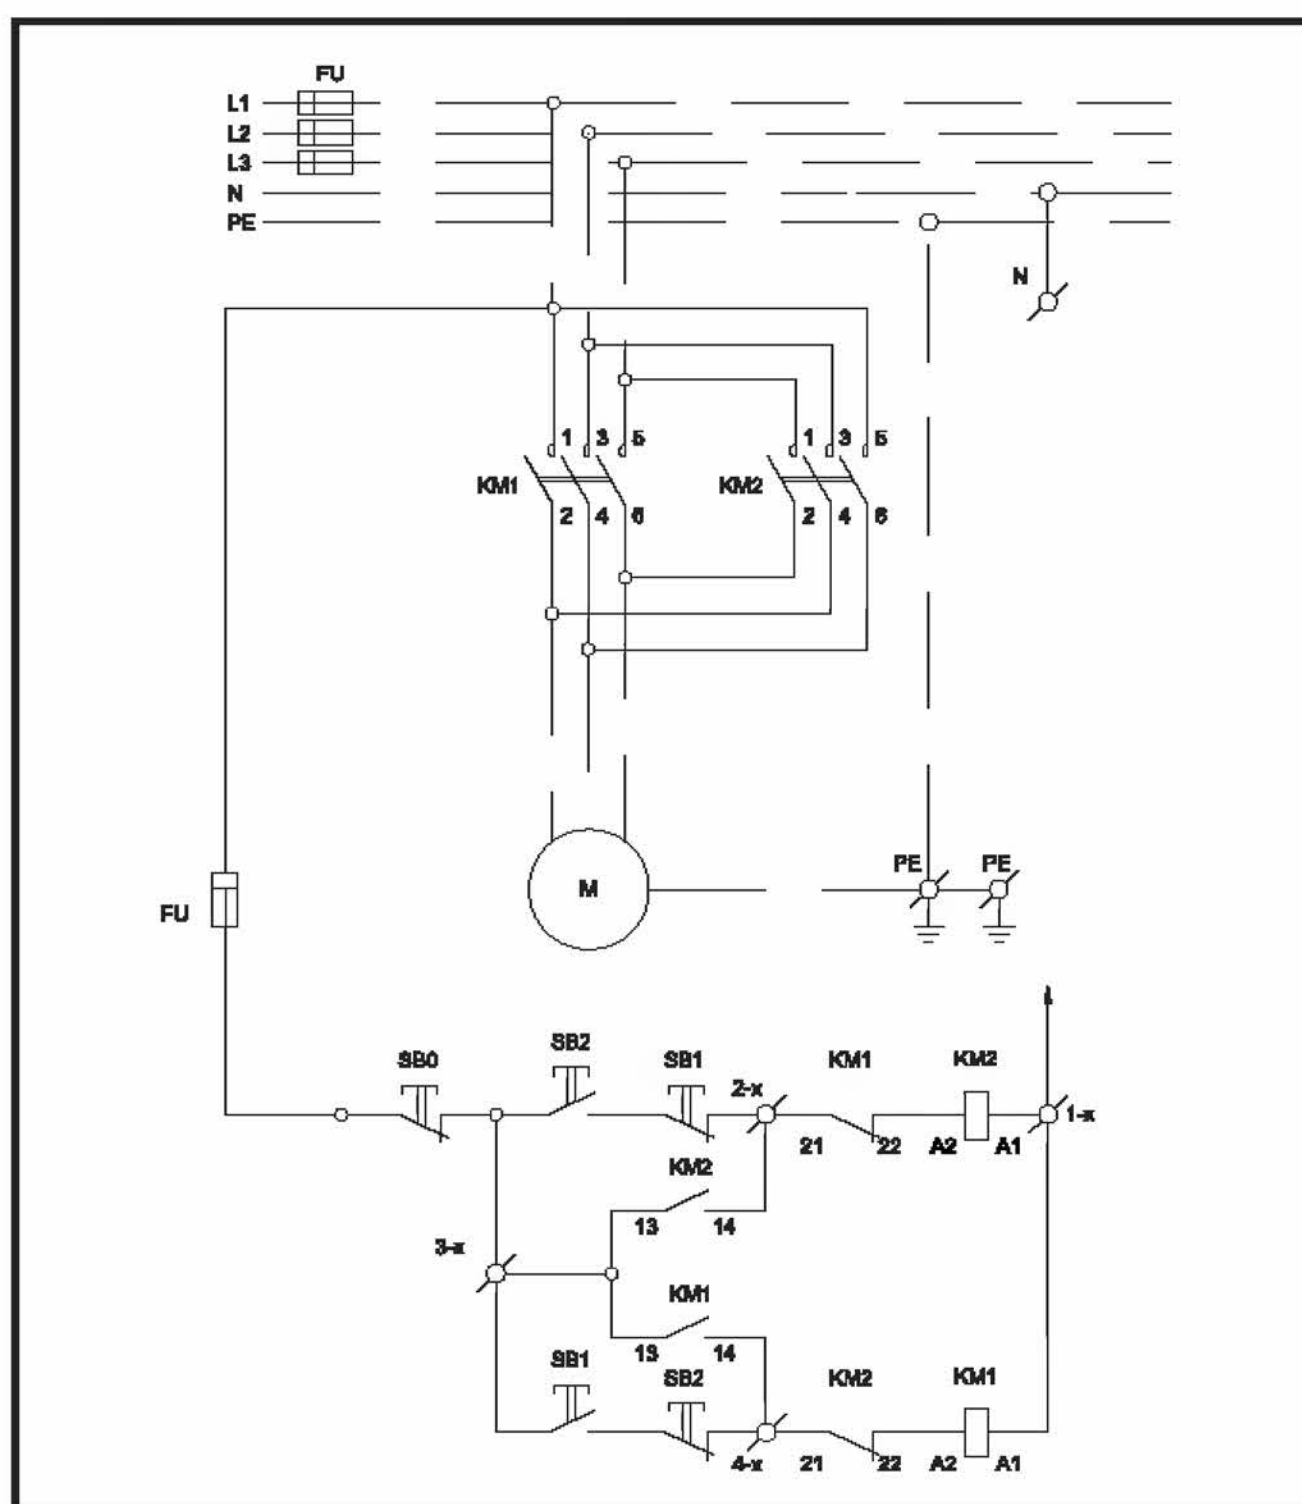 FU
L1
L2
L3
N
PE
N
1 3 5 1 3 5
KM1 KM2
2 4 6 2 4 6
PE PE
M
FU
SB0 SB2 SB1 KM1 KM2
2-x 1-x
21 22 A2 A1
KM2
13 14
3-x
KM1
13 14
SB1 SB2 KM2 KM1
4-x 21 22 A2 A1